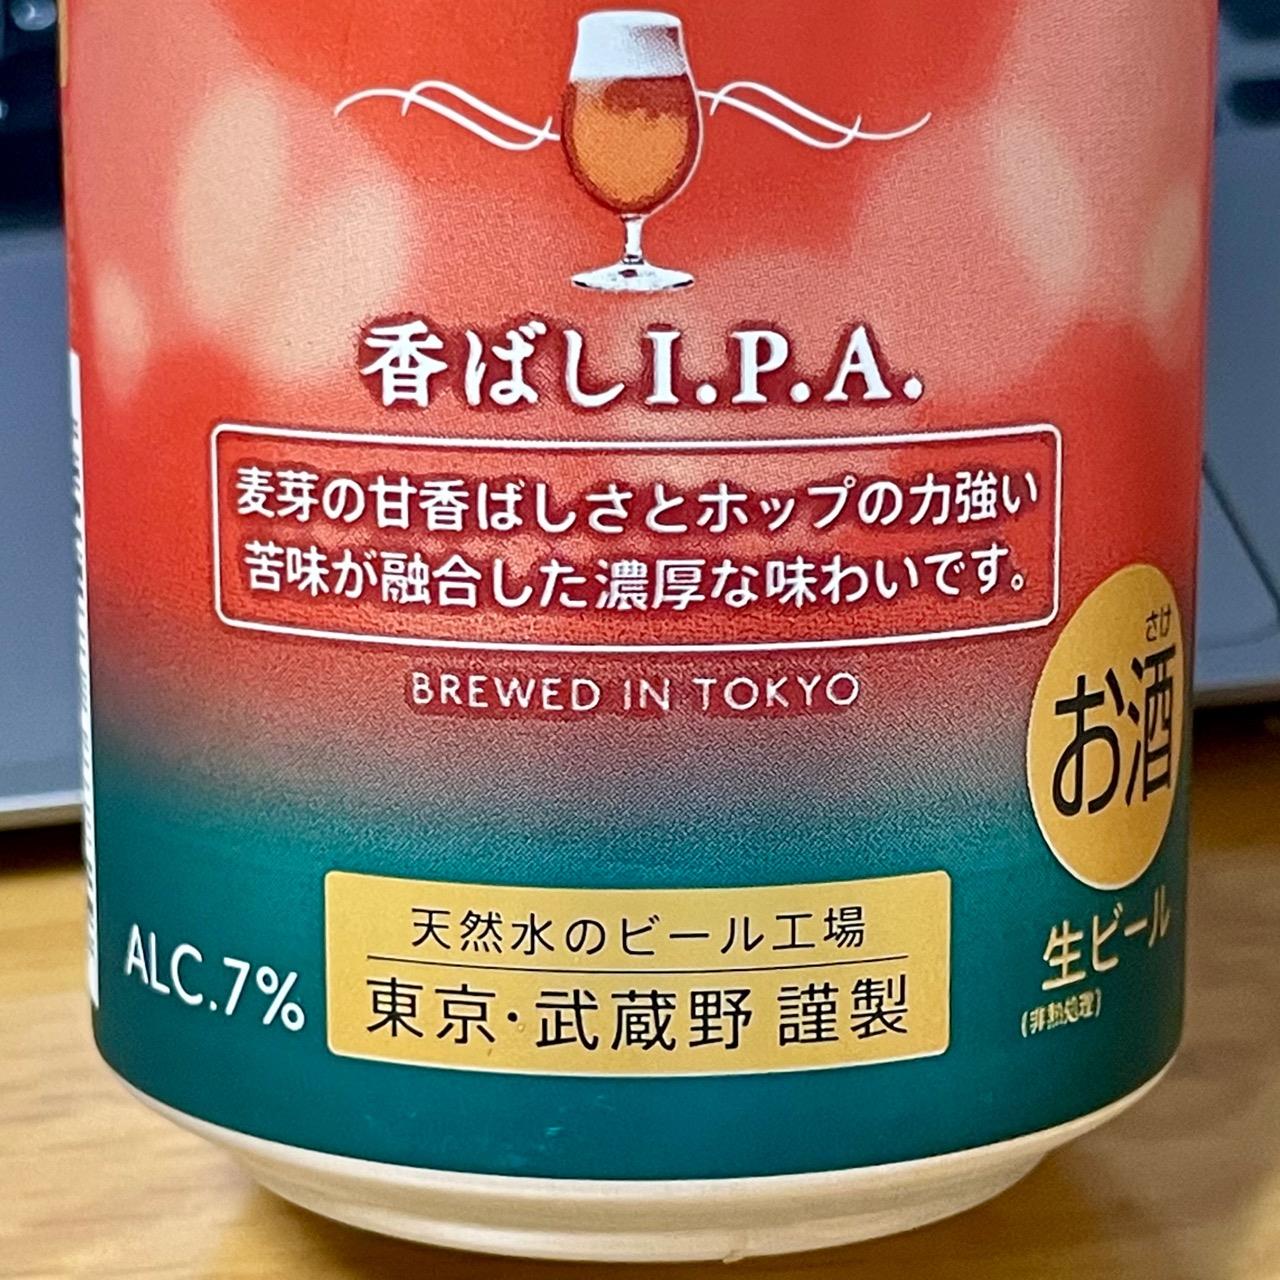 香ばしI.P.A.
麦芽の甘香ばしさとホップの力強い
苦味が融合した濃厚な味わいです。
BREWED IN TOKYO
さけ
お酒
生ビール
(非熱処理)
ALC.7%
天然水のビール工場
東京・武蔵野 謹製